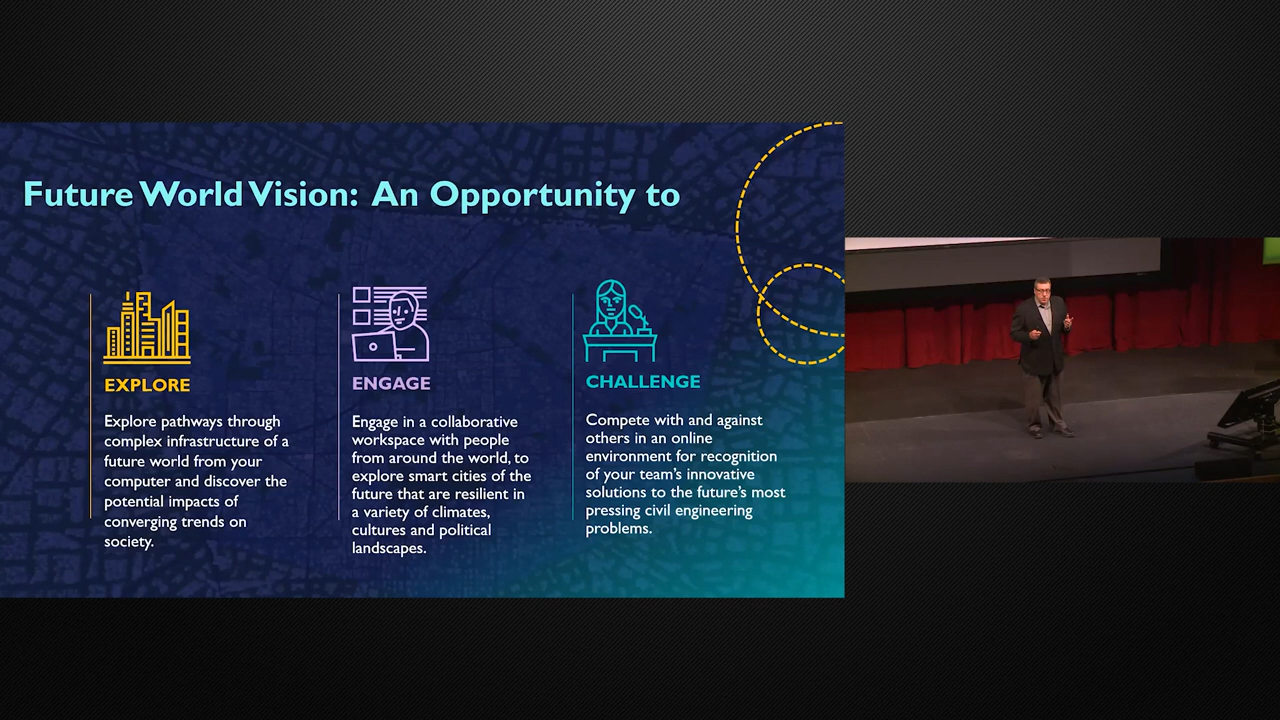 Future World Vision: An Opportunity to
EXPLORE
Explore pathways through
complex infrastructure of a
future world from your
computer and discover the
potential impacts of
converging trends on
society.
ENGAGE
Engage in a collaborative
workspace with people
from around the world, to
explore smart cities of the
future that are resilient in
a variety of climates,
cultures and political
landscapes.
CHALLENGE
Compete with and against
others in an online
environment for recognition
of your team's innovative
solutions to the future's most
pressing civil engineering
problems.